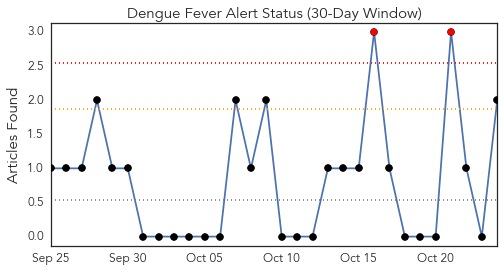 Dengue Fever Alert Status (30-Day Window)
Articles Found
3.0
2.5
2.0
1.5
1.0
0.5
0.0
Sep 25 Sep 30 Oct 05 Oct 10 Oct 15 Oct 20